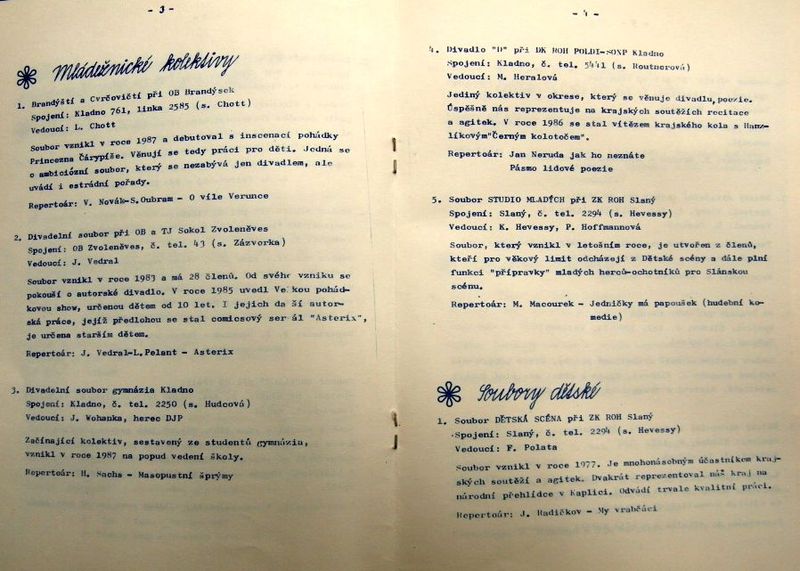 - 3 -
Mládežnické kolektivy
1. Brandýští a Cvrčovičtí při OB Brandýsek
Spojení: Kladno 761, linka 2585 (s. Chott)
Vedoucí: L. Chott
Soubor vznikl v roce 1987 a debutoval s inscenací pohádky
Princezna Čárypíše. Věnují se tedy práci pro děti. Jedná se
o ambiciózní soubor, který se nezabývá jen divadlem, ale
uvádí i estrádní pořady.
Repertoár: V. Novák-S.Oubram - O víle Verunce
2. Divadelní soubor při OB a TJ Sokol Zvoleněves
Spojení: OB Zvoleněves, č. tel. 43 (s. Zázvorka)
Vedoucí: J. Vedral
Soubor vznikl v roce 1983 a má 28 členů. Od svéhr vzniku se
pokouší o autorské divadlo. V roce 1985 uvedl Ve kou pohád-
kovou show, určenou dětem od 10 let. I jejich da ší autor-
ská práce, jejíž předlohou se stal comicsový ser ál "Asterix",
je určena starším dětem.
Repertoár: J. Vedral-L.Pelant - Asterix
3. Divadelní soubor gymnázia Kladno
Spojení: Kladno, č. tel. 2250 (s. Hudcová)
Vedoucí: J. Wohanka, herec DJP
Začínající kolektiv, sestavený ze studentů gymnázia,
vznikl v roce 1987 na popud vedení školy.
Repertoár: H. Sachs - Masopustní šprýmy
- 4 -
4. Divadlo "D" při DK ROH POLDI-SONP Kladno
Spojení: Kladno, č. tel. 5441 (s. Routnerová)
Vedoucí: M. Heralová
Jediný kolektiv v okrese, který se věnuje divadlu,poezie.
Úspěšně nás reprezentuje na krajských soutěžích recitace
a agitek. V roce 1986 se stal vítězem krajského kola s Hanz-
líkovým"Černým kolotočem".
Repertoár: Jan Neruda jak ho neznáte
Pásmo lidové poezie
5. Soubor STUDIO MLADÝCH při ZK ROH Slaný
Spojení: Slaný, č. tel. 2294 (s. Hevessy)
Vedoucí: K. Hevessy, P. Hoffmannová
Soubor, který vznikl v letošním roce, je utvořen z členů,
kteří pro věkový limit odcházejí z Dětské scény a dále plní
funkci "přípravky" mladých herců-ochotníků pro Slánskou
scénu.
Repertoár: M. Macourek - Jedničky má papoušek (hudební ko-
medie)
Soubory dětské
1. Soubor DĚTSKÁ SCÉNA při ZK ROH Slaný
Spojení: Slaný, č. tel. 2294 (s. Hevessy)
Vedoucí: F. Polata
Soubor vznikl v roce 1977. Je mnohonásobným účastníkem kraj-
ských soutěží a agitek. Dvakrát reprezentoval náš kraj na
národní přehlídce v Kaplici. Odvádí trvale kvalitní práci.
Repertoár: J. Radičkov - My vrabčáci